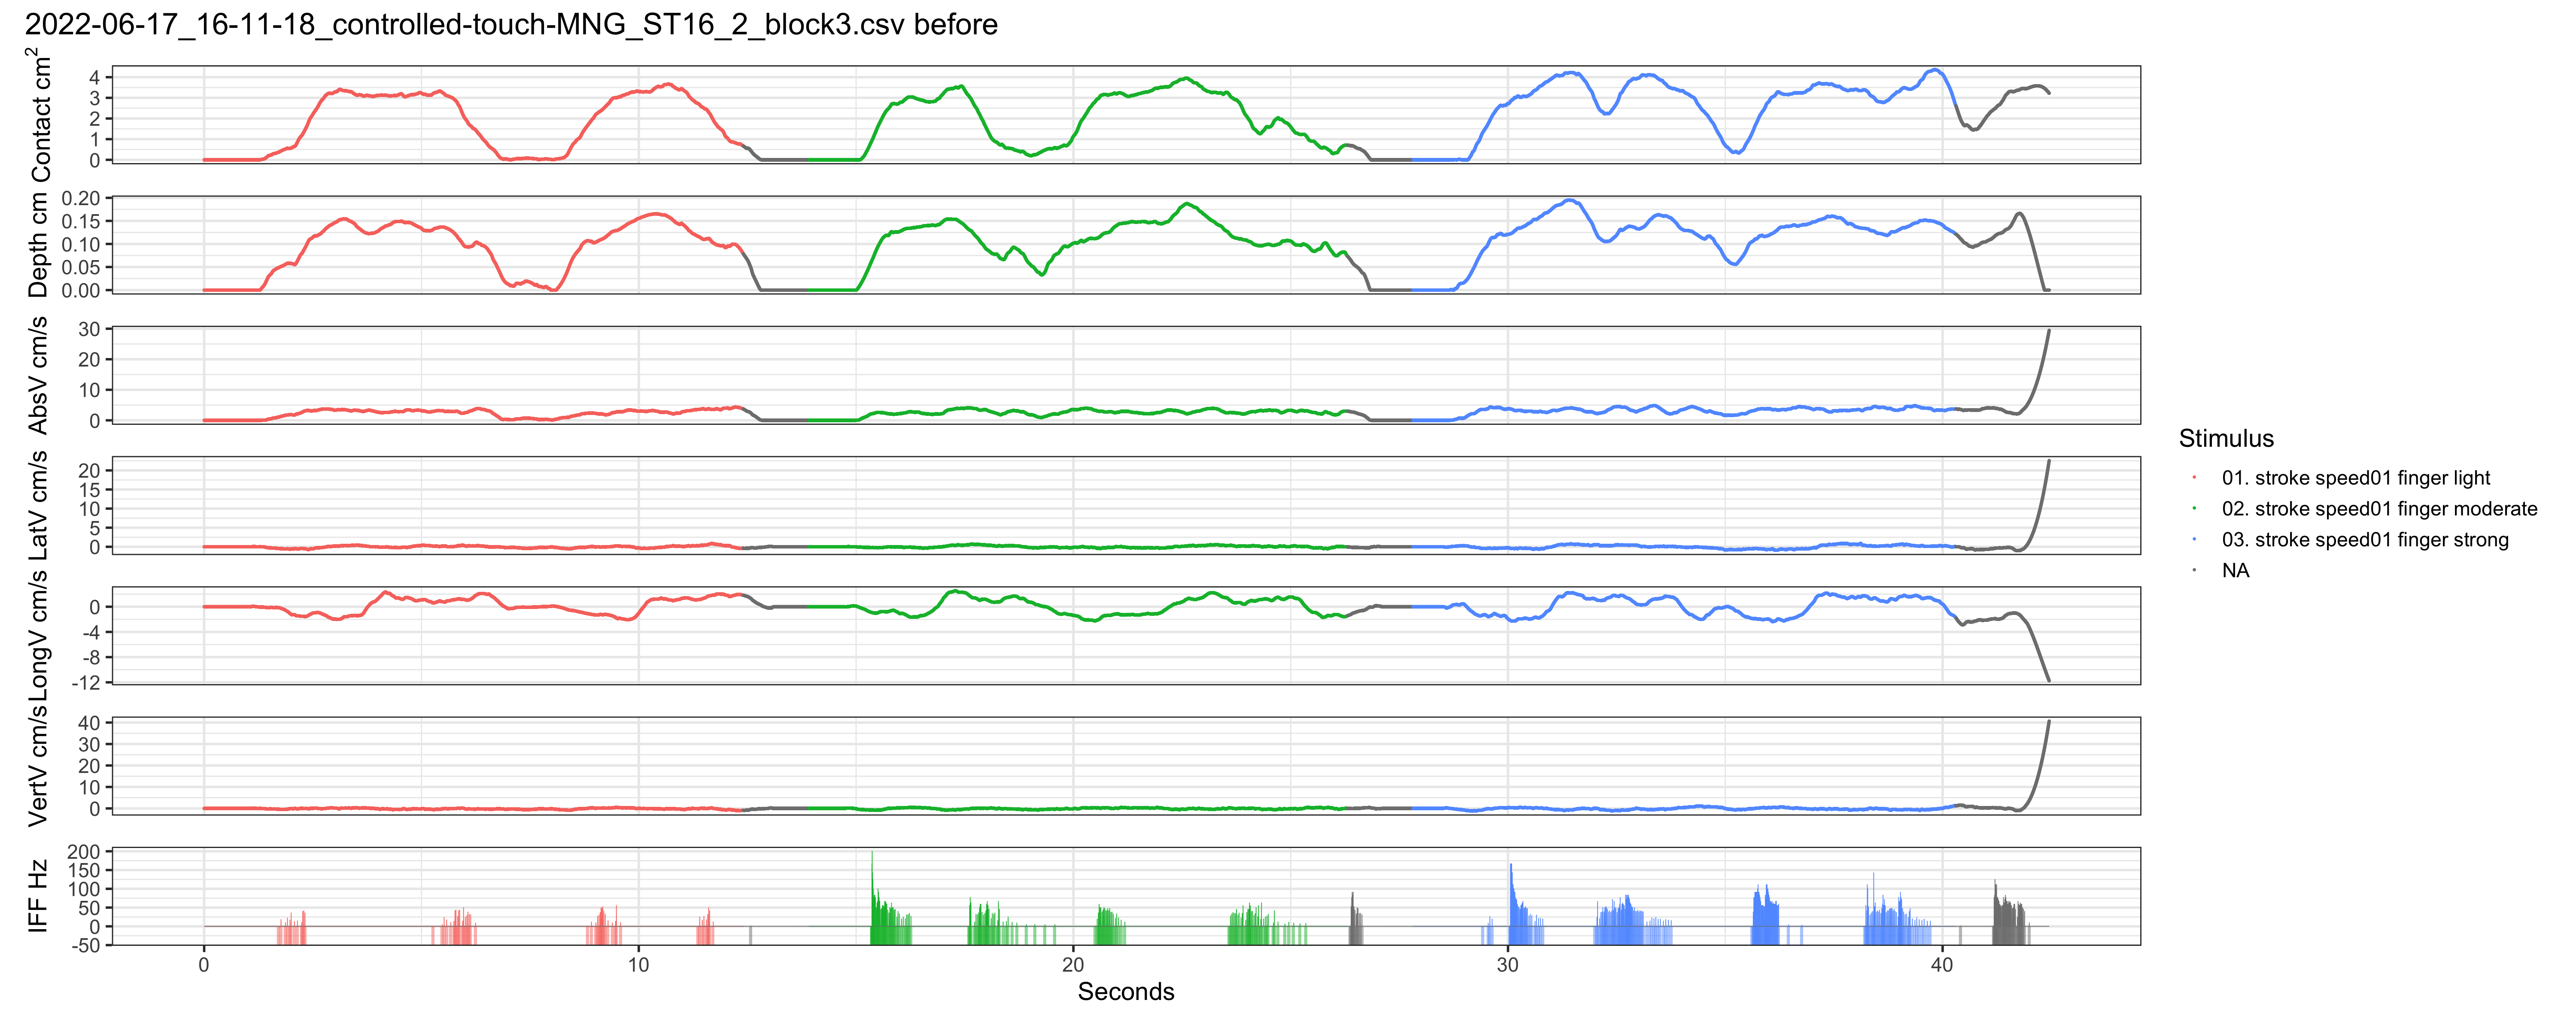 2022-06-17_16-11-18_controlled-touch-MNG_ST16_2_block3.csv before
Contact cm²
4
3
2
1
0
Depth cm
0.20
0.15
0.10
0.05
0.00
AbsV cm/s
30
20
10
0
LatV cm/s
20
15
10
5
0
LongV cm/s
0
-4
-8
-12
VertV cm/s
40
30
20
10
0
IFF Hz
200
150
100
50
0
-50
0 10 20 30 40
Seconds
Stimulus
01. stroke speed01 finger light
02. stroke speed01 finger moderate
03. stroke speed01 finger strong
NA